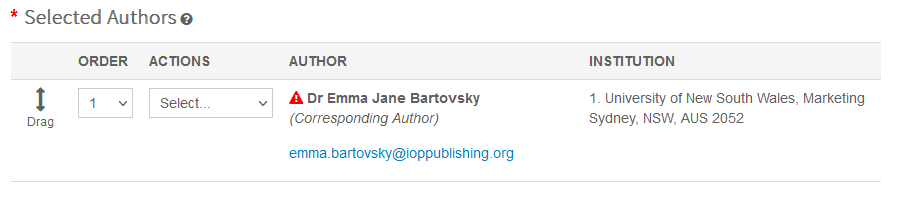 * Selected Authors ?
ORDER ACTIONS AUTHOR INSTITUTION
Drag 1 Select... Dr Emma Jane Bartovsky 1. University of New South Wales, Marketing
(Corresponding Author) Sydney, NSW, AUS 2052
emma.bartovsky@ioppublishing.org